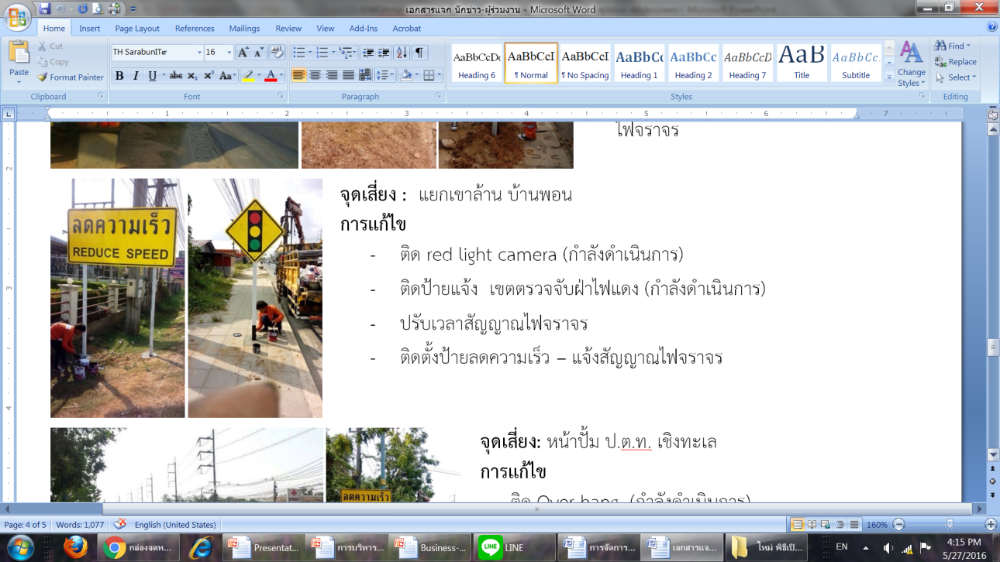 เอกสารแจก นักข่าว-ผู้ร่วมงาน - Microsoft Word
Home Insert Page Layout References Mailings Review View Add-Ins Acrobat
Paste
Cut
Copy
Format Painter
Clipboard
TH SarabunIT๙ 16
B I U abc x₂ x² Aa
Font
Paragraph
AaBbCcDc AaBbCcI AaBbCcI AaBbCc AaBbCc AaBbCcD AaB AaBbCc.
Heading 6 ¶ Normal ¶ No Spacing Heading 1 Heading 2 Heading 7 Title Subtitle
Change Styles
Styles
Find
Replace
Select
Editing
1 2 3 4 5 6 7
2
3
4
ไฟจราจร
ลดความเร็ว
REDUCE SPEED
จุดเสี่ยง : แยกเขาล้าน บ้านพอน
การแก้ไข
- ติด red light camera (กำลังดำเนินการ)
- ติดป้ายแจ้ง เขตตรวจจับฝ่าไฟแดง (กำลังดำเนินการ)
- ปรับเวลาสัญญาณไฟจราจร
- ติดตั้งป้ายลดความเร็ว – แจ้งสัญญาณไฟจราจร
ลดความเร็ว
จุดเสี่ยง: หน้าปั้ม ป.ต.ท. เชิงทะเล
การแก้ไข
ติด Over hang (กำลังดำเนินการ)
Page: 4 of 5 Words: 1,077 English (United States) 160%
กล่องจดห... Presentat... การบริหาร... Business-... LINE LINE การจัดการ... เอกสารแจ... ใหม่ พิธีเปิ... EN
4:15 PM
5/27/2016